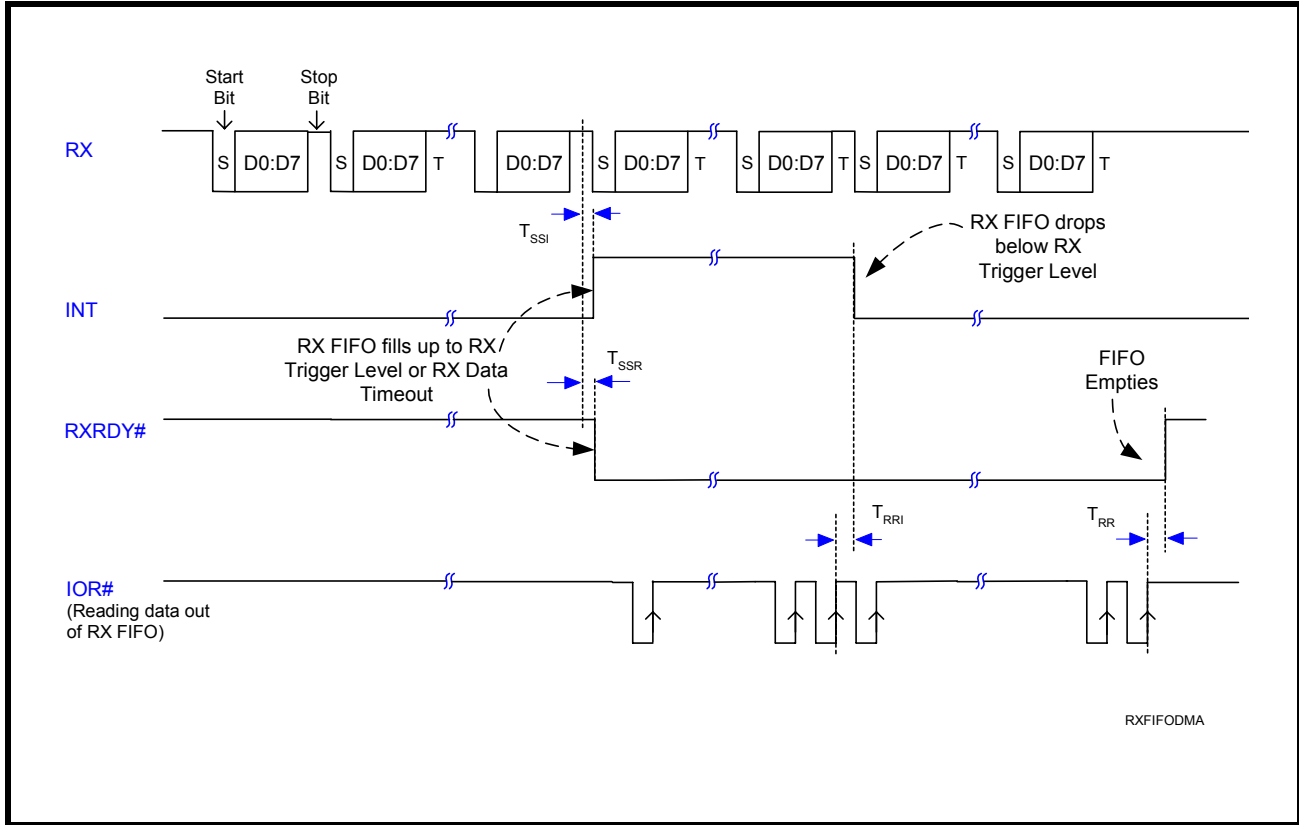 Start
Bit
Stop
Bit
RX
S D0:D7 S D0:D7 T D0:D7 S D0:D7 T S D0:D7 T S D0:D7 T S D0:D7 T
TSSI
RX FIFO drops
below RX
Trigger Level
INT
RX FIFO fills up to RX
Trigger Level or RX Data
Timeout
TSSR
FIFO
Empties
RXRDY#
TRRI
TRR
IOR#
(Reading data out
of RX FIFO)
RXFIFODMA